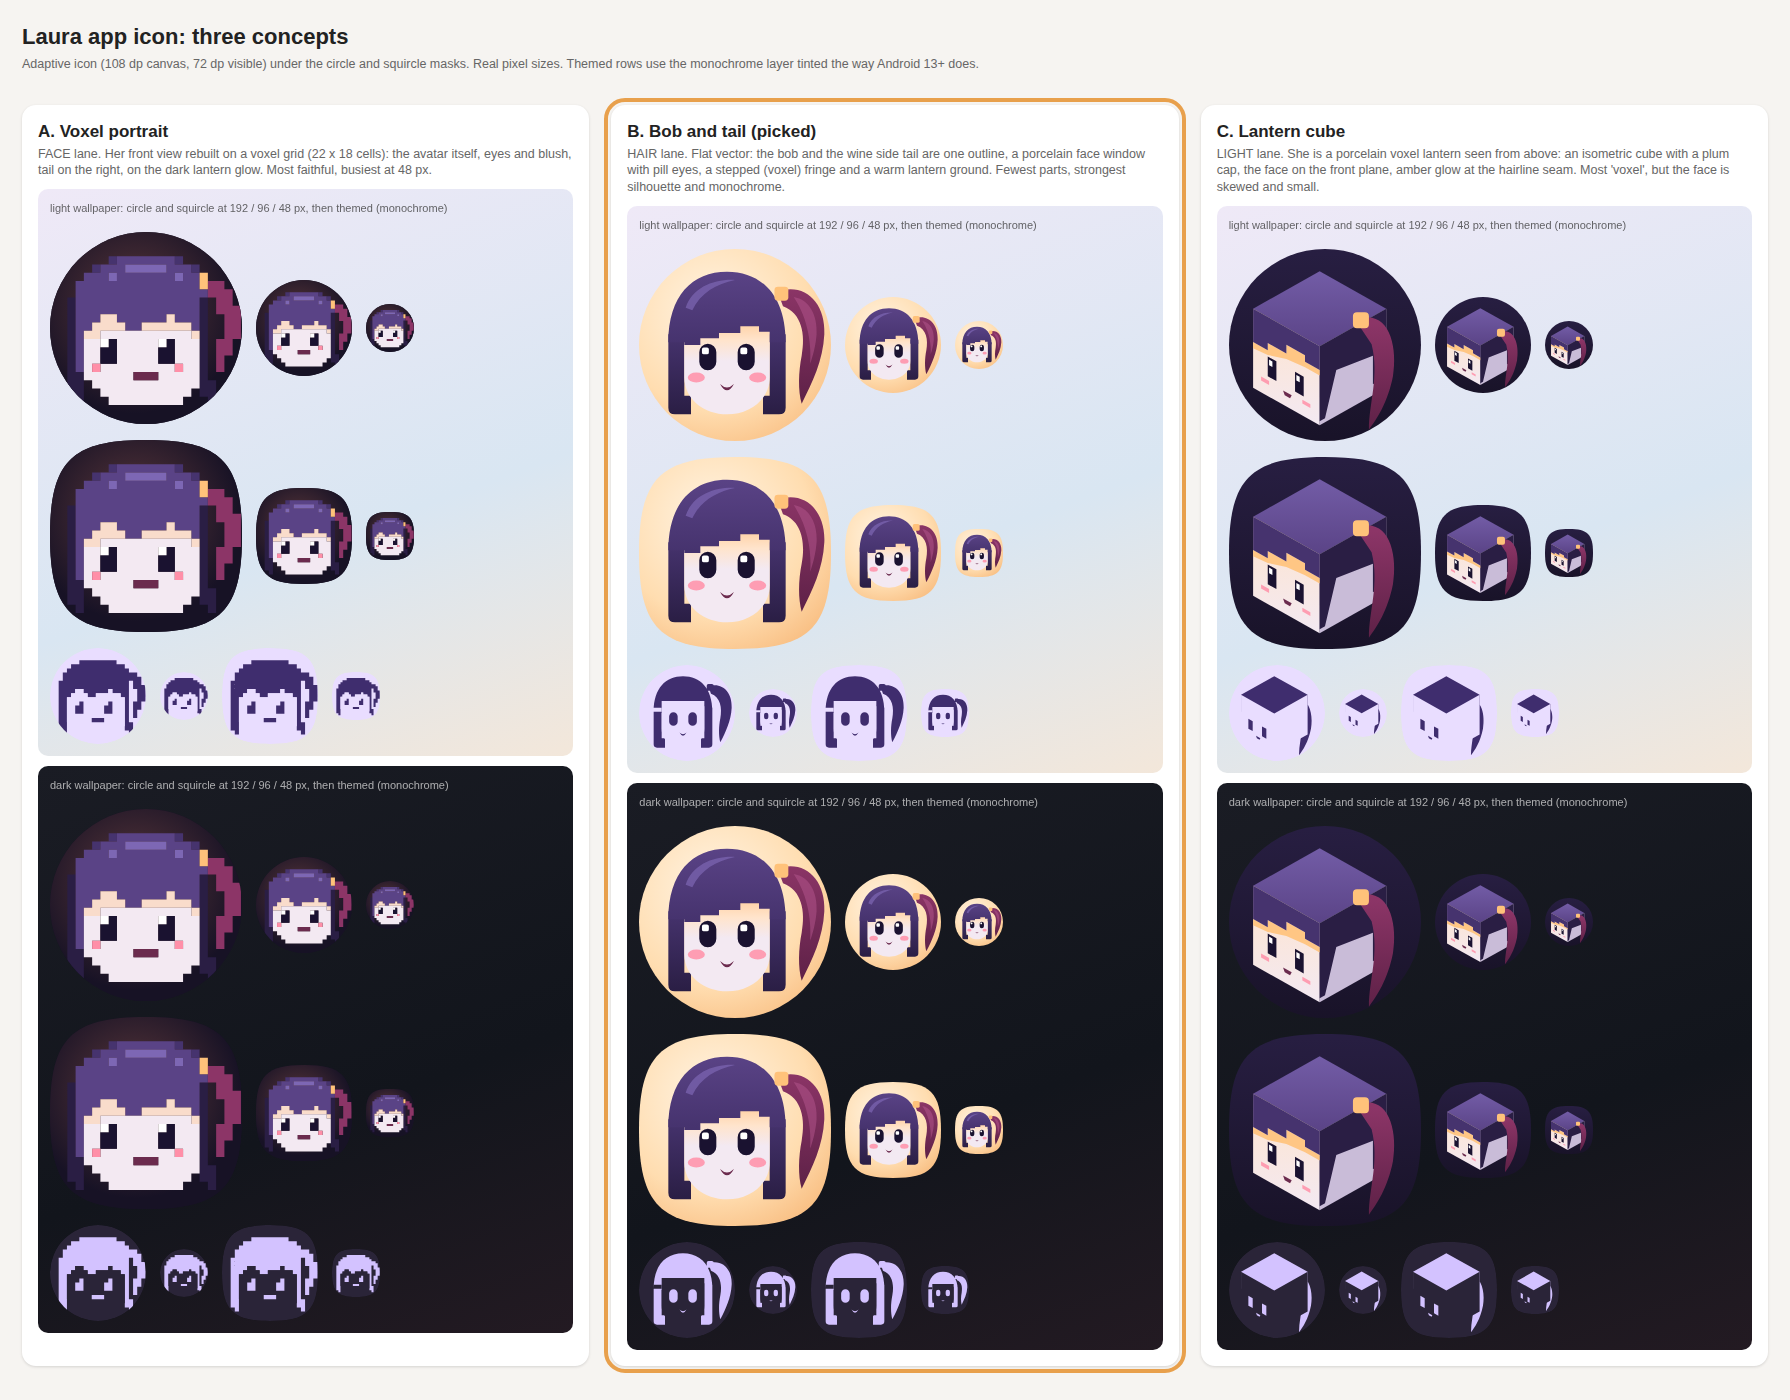 Laura app icon: three concepts
Adaptive icon (108 dp canvas, 72 dp visible) under the circle and squircle masks. Real pixel sizes. Themed rows use the monochrome layer tinted the way Android 13+ does.
A. Voxel portrait
FACE lane. Her front view rebuilt on a voxel grid (22 x 18 cells): the avatar itself, eyes and blush,
tail on the right, on the dark lantern glow. Most faithful, busiest at 48 px.
light wallpaper: circle and squircle at 192 / 96 / 48 px, then themed (monochrome)
dark wallpaper: circle and squircle at 192 / 96 / 48 px, then themed (monochrome)
B. Bob and tail (picked)
HAIR lane. Flat vector: the bob and the wine side tail are one outline, a porcelain face window
with pill eyes, a stepped (voxel) fringe and a warm lantern ground. Fewest parts, strongest
silhouette and monochrome.
light wallpaper: circle and squircle at 192 / 96 / 48 px, then themed (monochrome)
dark wallpaper: circle and squircle at 192 / 96 / 48 px, then themed (monochrome)
C. Lantern cube
LIGHT lane. She is a porcelain voxel lantern seen from above: an isometric cube with a plum
cap, the face on the front plane, amber glow at the hairline seam. Most 'voxel', but the face is
skewed and small.
light wallpaper: circle and squircle at 192 / 96 / 48 px, then themed (monochrome)
dark wallpaper: circle and squircle at 192 / 96 / 48 px, then themed (monochrome)